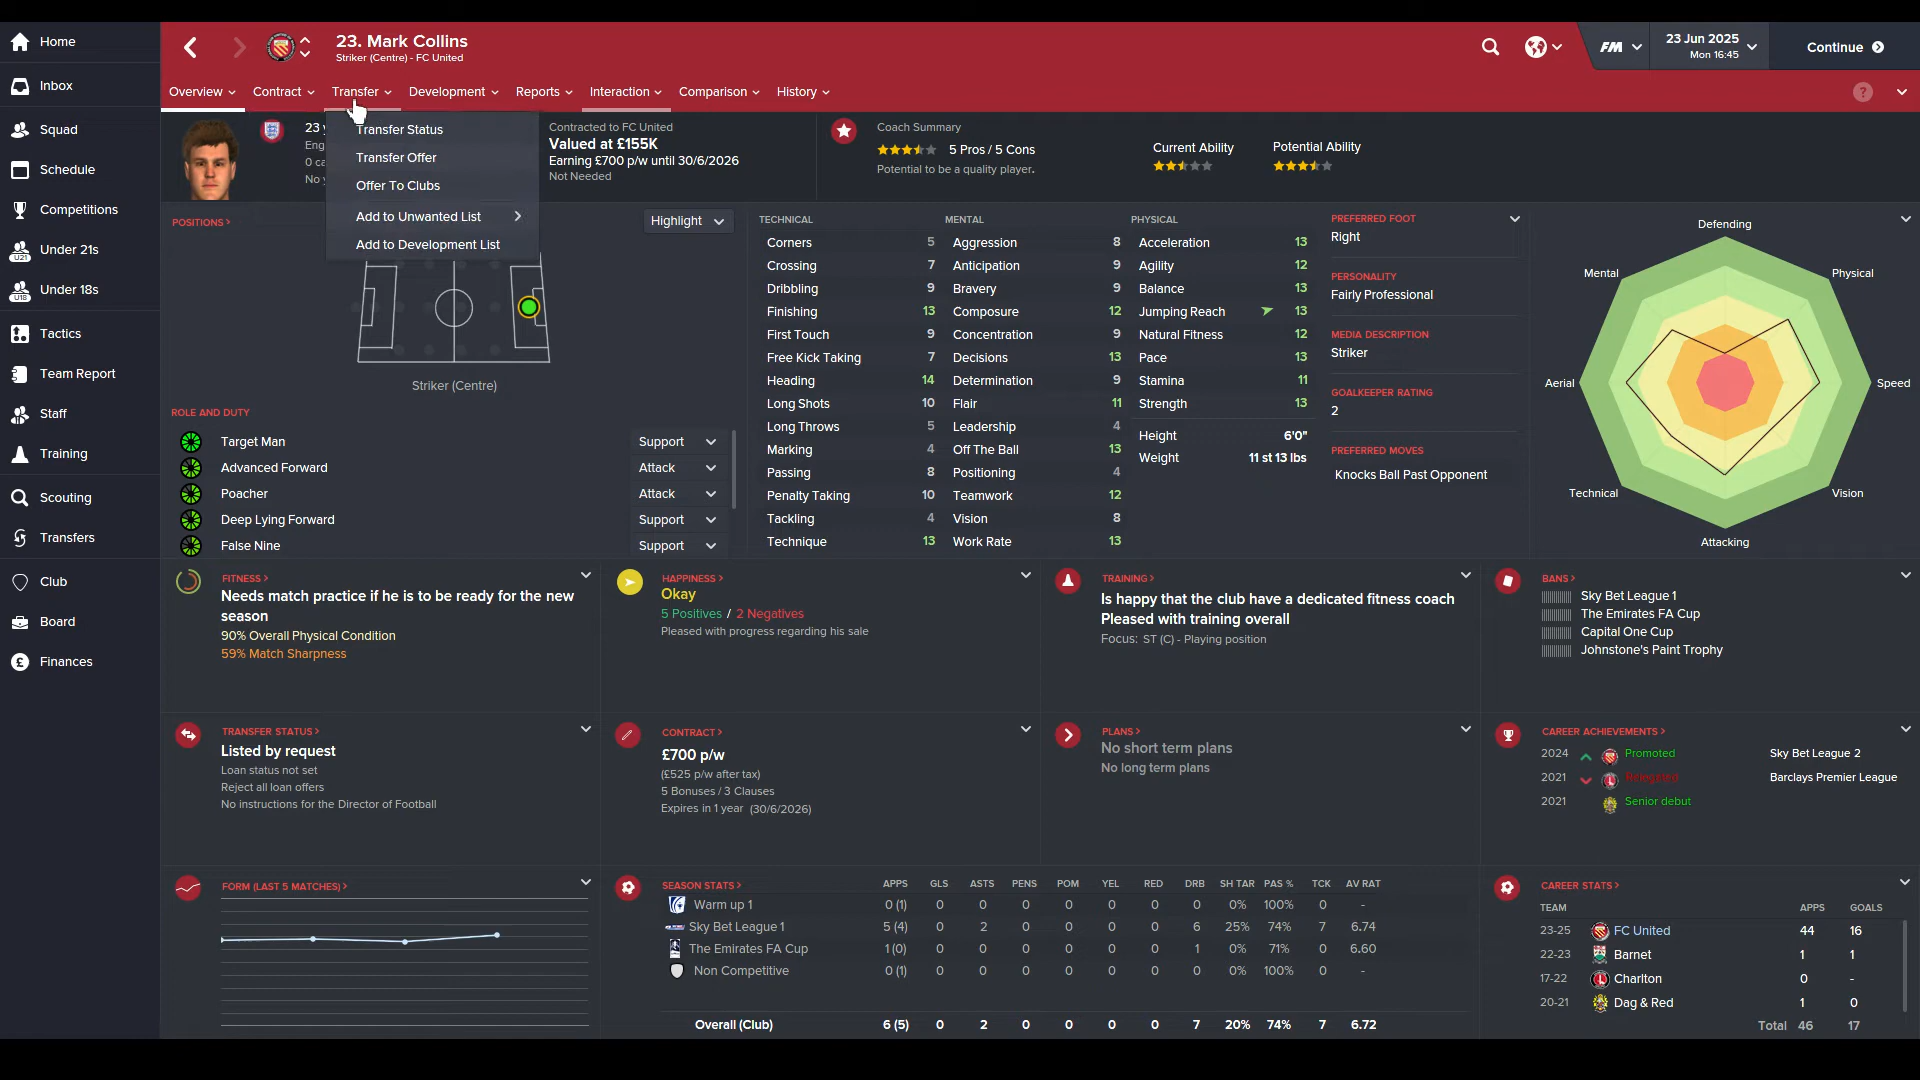 Home
Inbox
Squad
Schedule
Competitions
U21
Under 21s
U18
Under 18s
Tactics
Team Report
Staff
Training
Scouting
Transfers
Club
Board
£
Finances
23. Mark Collins
Striker (Centre) - FC United
FM
23 Jun 2025
Mon 16:45
Continue
Overview
Contract
Transfer
Development
Reports
Interaction
Comparison
History
?
Transfer Status
Transfer Offer
Offer To Clubs
Add to Unwanted List
Add to Development List
23 y
Eng
0 ca
No y
Contracted to FC United
Valued at £155K
Earning £700 p/w until 30/6/2026
Not Needed
Coach Summary
5 Pros / 5 Cons
Potential to be a quality player.
Current Ability
Potential Ability
POSITIONS >
Highlight
Striker (Centre)
ROLE AND DUTY
Target Man Support
Advanced Forward Attack
Poacher Attack
Deep Lying Forward Support
False Nine Support
TECHNICAL
Corners 5
Crossing 7
Dribbling 9
Finishing 13
First Touch 9
Free Kick Taking 7
Heading 14
Long Shots 10
Long Throws 5
Marking 4
Passing 8
Penalty Taking 10
Tackling 4
Technique 13
MENTAL
Aggression 8
Anticipation 9
Bravery 9
Composure 12
Concentration 9
Decisions 13
Determination 9
Flair 11
Leadership 4
Off The Ball 13
Positioning 4
Teamwork 12
Vision 8
Work Rate 13
PHYSICAL
Acceleration 13
Agility 12
Balance 13
Jumping Reach 13
Natural Fitness 12
Pace 13
Stamina 11
Strength 13
Height 6'0"
Weight 11 st 13 lbs
PREFERRED FOOT
Right
PERSONALITY
Fairly Professional
MEDIA DESCRIPTION
Striker
GOALKEEPER RATING
2
PREFERRED MOVES
Knocks Ball Past Opponent
Defending
Mental
Physical
Aerial
Speed
Technical
Vision
Attacking
FITNESS >
Needs match practice if he is to be ready for the new
season
90% Overall Physical Condition
59% Match Sharpness
HAPPINESS >
Okay
5 Positives / 2 Negatives
Pleased with progress regarding his sale
TRAINING >
Is happy that the club have a dedicated fitness coach
Pleased with training overall
Focus: ST (C) - Playing position
BANS >
Sky Bet League 1
The Emirates FA Cup
Capital One Cup
Johnstone's Paint Trophy
TRANSFER STATUS >
Listed by request
Loan status not set
Reject all loan offers
No instructions for the Director of Football
CONTRACT >
£700 p/w
(£525 p/w after tax)
5 Bonuses / 3 Clauses
Expires in 1 year (30/6/2026)
PLANS >
No short term plans
No long term plans
CAREER ACHIEVEMENTS >
2024 Promoted Sky Bet League 2
2021 Relegated Barclays Premier League
2021 Senior debut
FORM (LAST 5 MATCHES) >
SEASON STATS > APPS GLS ASTS PENS POM YEL RED DRB SH TAR PAS % TCK AV RAT
Warm up 1 0 (1) 0 0 0 0 0 0 0 0% 100% 0 -
Sky Bet League 1 5 (4) 0 2 0 0 0 0 6 25% 74% 7 6.74
The Emirates FA Cup 1 (0) 0 0 0 0 0 0 1 0% 71% 0 6.60
Non Competitive 0 (1) 0 0 0 0 0 0 0 0% 100% 0 -
Overall (Club) 6 (5) 0 2 0 0 0 0 7 20% 74% 7 6.72
CAREER STATS >
TEAM APPS GOALS
23-25 FC United 44 16
22-23 Barnet 1 1
17-22 Charlton 0 -
20-21 Dag & Red 1 0
Total 46 17